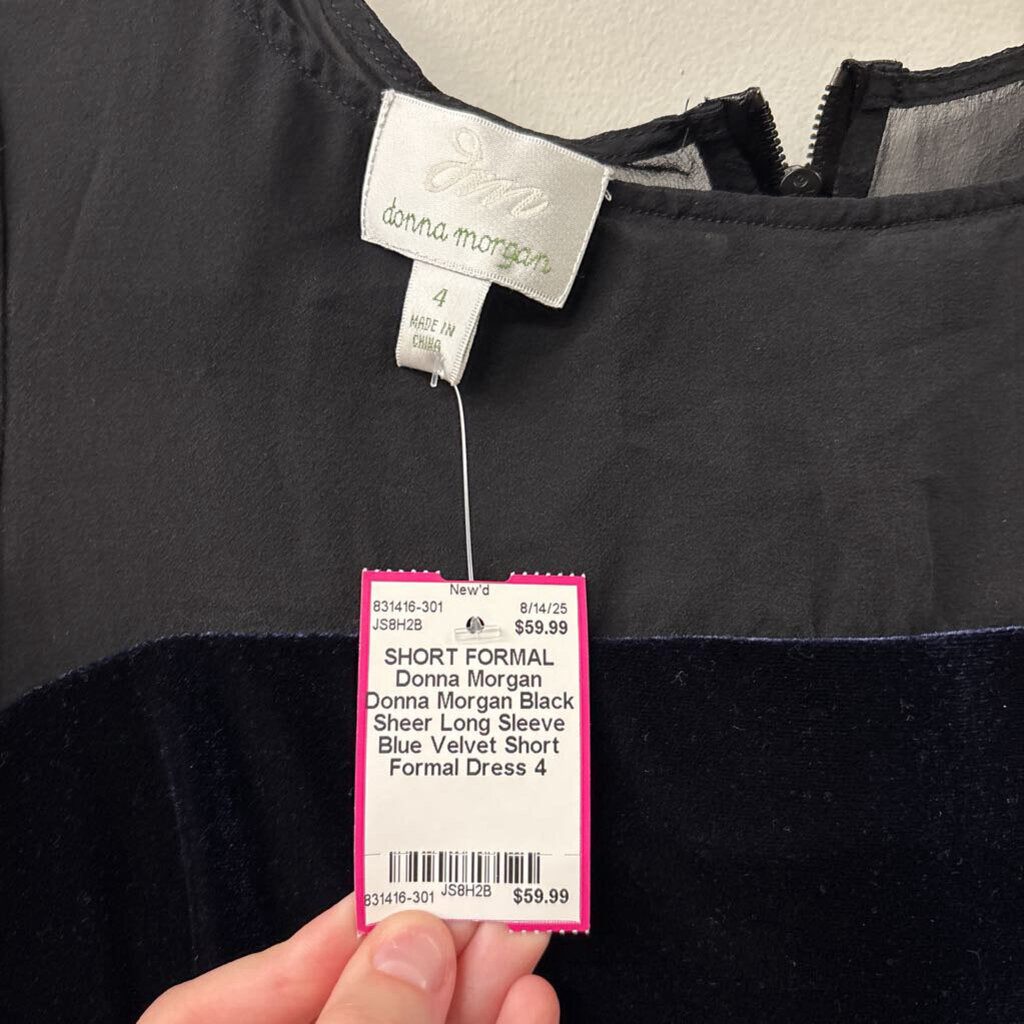 dm
donna morgan
4
MADE IN
CHINA
New'd
831416-301 8/14/25
JS8H2B $59.99
SHORT FORMAL
Donna Morgan
Donna Morgan Black
Sheer Long Sleeve
Blue Velvet Short
Formal Dress 4
831416-301 JS8H2B $59.99